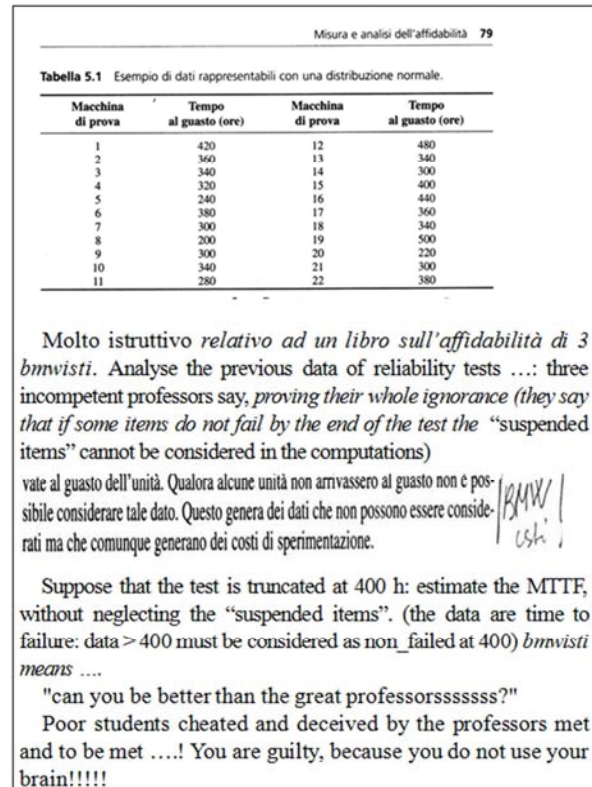 Misura e analisi dell'affidabilità 79
Tabella 5.1 Esempio di dati rappresentabili con una distribuzione normale.
Macchina Tempo Macchina Tempo
di prova al guasto (ore) di prova al guasto (ore)
1 420 12 480
2 360 13 340
3 340 14 300
4 320 15 400
5 240 16 440
6 380 17 360
7 300 18 340
8 200 19 500
9 300 20 220
10 340 21 300
11 280 22 380
Molto istruttivo relativo ad un libro sull'affidabilità di 3
bmwisti. Analyse the previous data of reliability tests …: three
incompetent professors say, proving their whole ignorance (they say
that if some items do not fail by the end of the test the "suspended
items" cannot be considered in the computations)
vate al guasto dell'unità. Qualora alcune unità non arrivassero al guasto non è pos-
sibile considerare tale dato. Questo genera dei dati che non possono essere conside-
rati ma che comunque generano dei costi di sperimentazione.
BMW
isti
Suppose that the test is truncated at 400 h: estimate the MTTF,
without neglecting the "suspended items". (the data are time to
failure: data > 400 must be considered as non_failed at 400) bmwisti
means ….
"can you be better than the great professorsssssss?"
Poor students cheated and deceived by the professors met
and to be met ….! You are guilty, because you do not use your
brain!!!!!